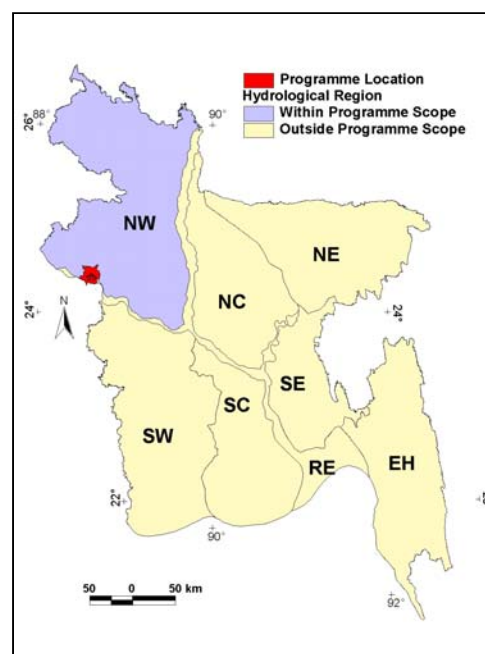 Programme Location
Hydrological Region
Within Programme Scope
Outside Programme Scope
26°
88°
90°
NW
NE
NC
24°
N
24°
SE
SC
SW
RE
EH
22°
90°
92°
50 0 50 km